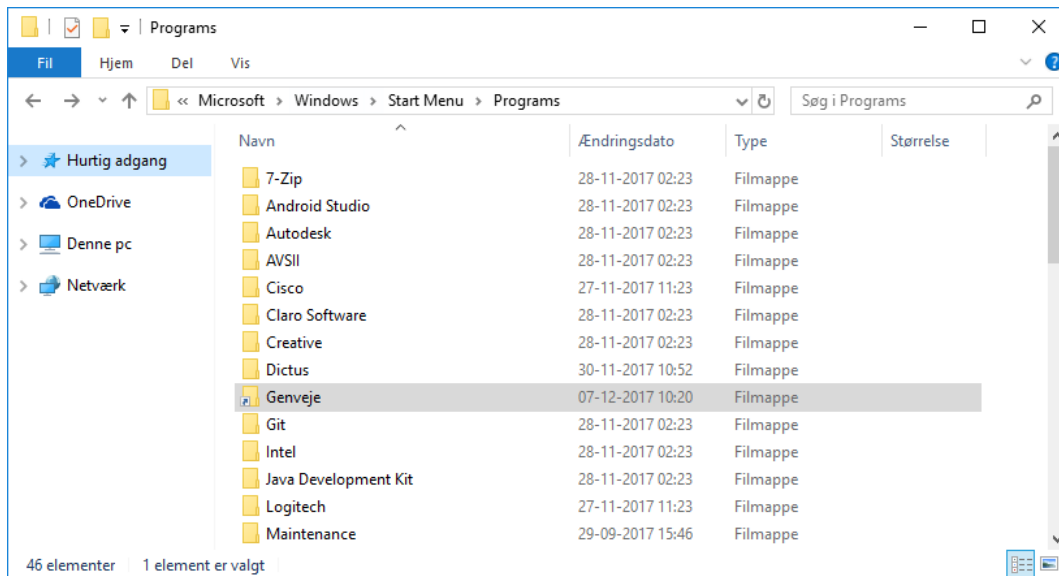 Programs
Fil Hjem Del Vis
« Microsoft > Windows > Start Menu > Programs Søg i Programs
Navn Ændringsdato Type Størrelse
Hurtig adgang
OneDrive
Denne pc
Netværk
7-Zip 28-11-2017 02:23 Filmappe
Android Studio 28-11-2017 02:23 Filmappe
Autodesk 28-11-2017 02:23 Filmappe
AVSII 28-11-2017 02:23 Filmappe
Cisco 27-11-2017 11:23 Filmappe
Claro Software 28-11-2017 02:23 Filmappe
Creative 28-11-2017 02:23 Filmappe
Dictus 30-11-2017 10:52 Filmappe
Genveje 07-12-2017 10:20 Filmappe
Git 28-11-2017 02:23 Filmappe
Intel 28-11-2017 02:23 Filmappe
Java Development Kit 28-11-2017 02:23 Filmappe
Logitech 27-11-2017 11:23 Filmappe
Maintenance 29-09-2017 15:46 Filmappe
46 elementer 1 element er valgt